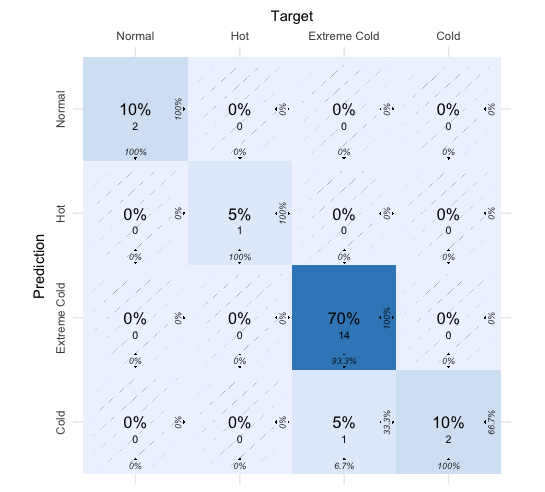 Target
Normal Hot Extreme Cold Cold
Prediction
Normal
10% 100% 0% 0% 0% 0% 0% 0%
2 0 0 0
100% 0% 0% 0%
Hot
0% 0% 5% 100% 0% 0% 0% 0%
0 1 0 0
0% 100% 0% 0%
Extreme Cold
0% 0% 0% 0% 70% 100% 0% 0%
0 0 14 0
0% 0% 93.3% 0%
Cold
0% 0% 0% 0% 5% 33.3% 10% 66.7%
0 0 1 2
0% 0% 6.7% 100%